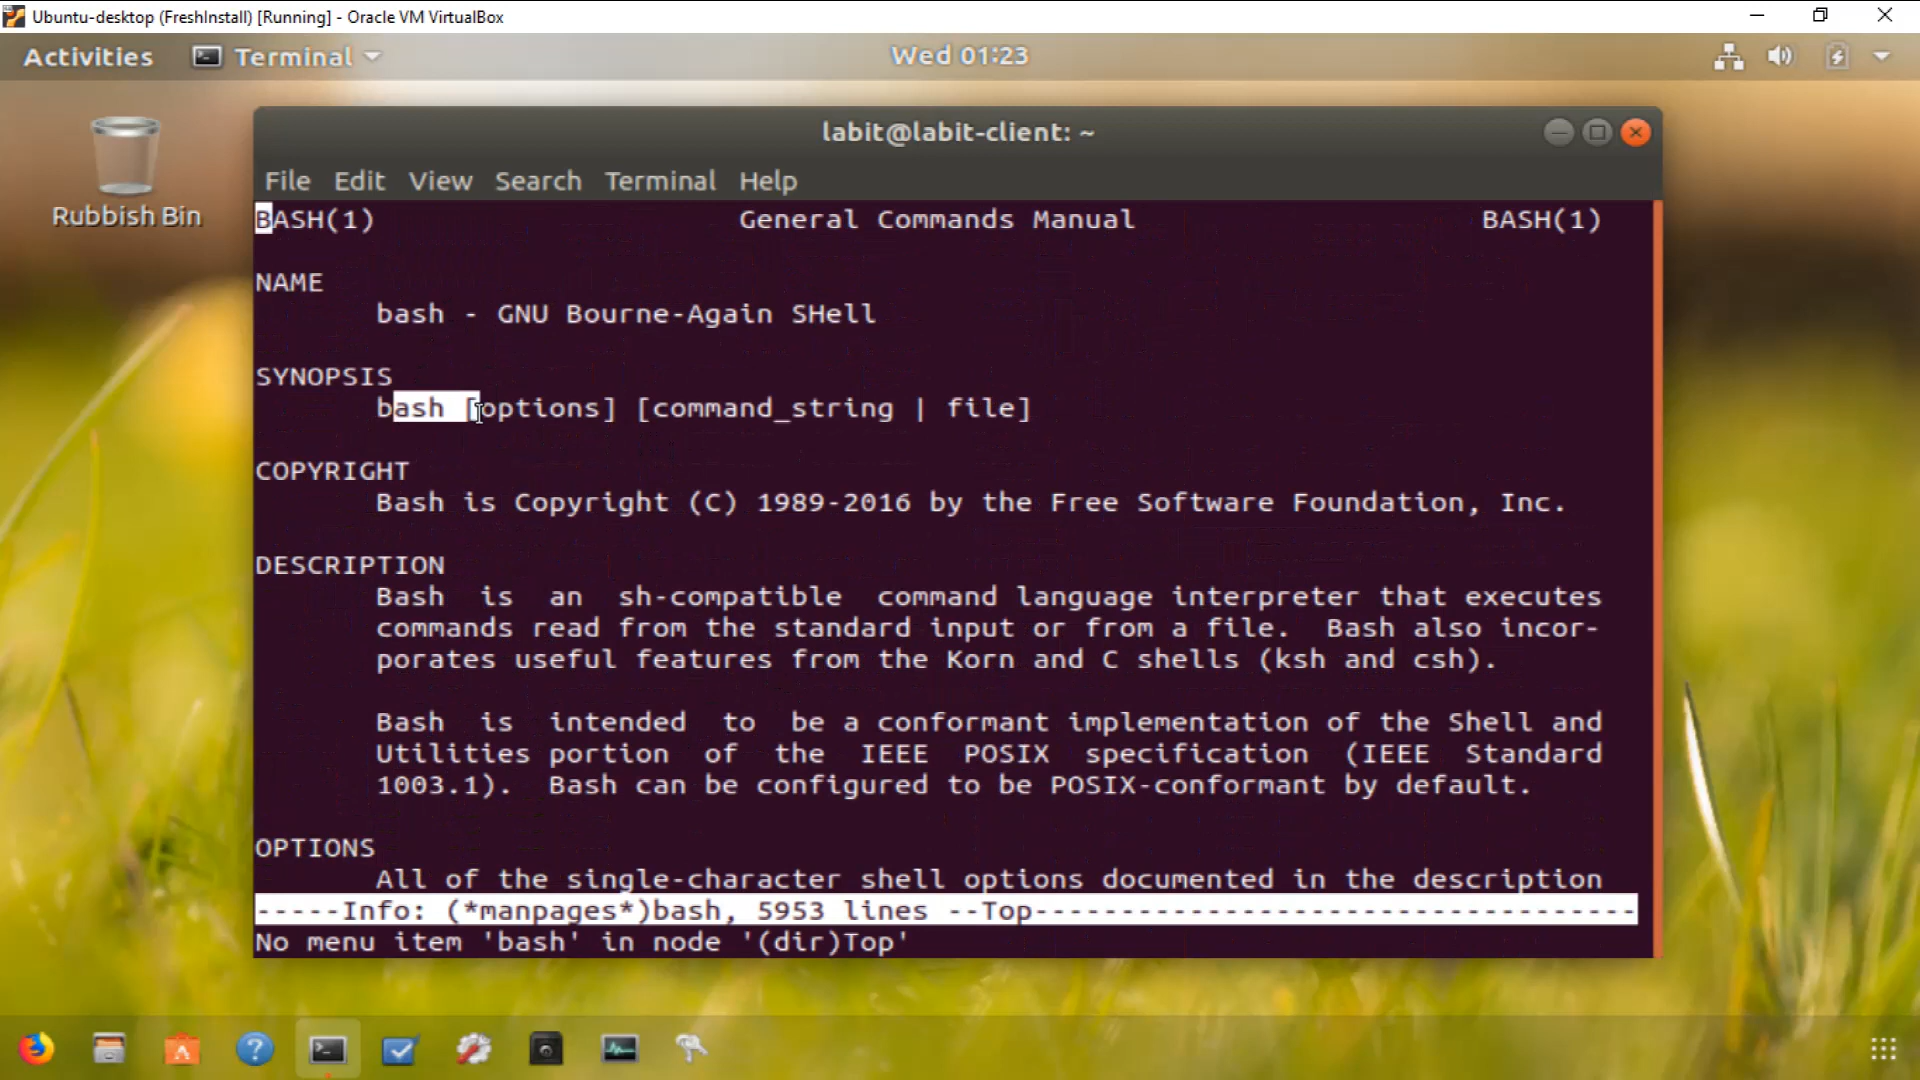 Ubuntu-desktop (FreshInstall) [Running] - Oracle VM VirtualBox
Activities Terminal Wed 01:23
Rubbish Bin
labit@labit-client: ~
File Edit View Search Terminal Help
BASH(1) General Commands Manual BASH(1)
NAME
bash - GNU Bourne-Again SHell
SYNOPSIS
bash [options] [command_string | file]
COPYRIGHT
Bash is Copyright (C) 1989-2016 by the Free Software Foundation, Inc.
DESCRIPTION
Bash is an sh-compatible command language interpreter that executes
commands read from the standard input or from a file. Bash also incor-
porates useful features from the Korn and C shells (ksh and csh).
Bash is intended to be a conformant implementation of the Shell and
Utilities portion of the IEEE POSIX specification (IEEE Standard
1003.1). Bash can be configured to be POSIX-conformant by default.
OPTIONS
All of the single-character shell options documented in the description
-----Info: (*manpages*)bash, 5953 lines --Top-----------------------------------
No menu item 'bash' in node '(dir)Top'